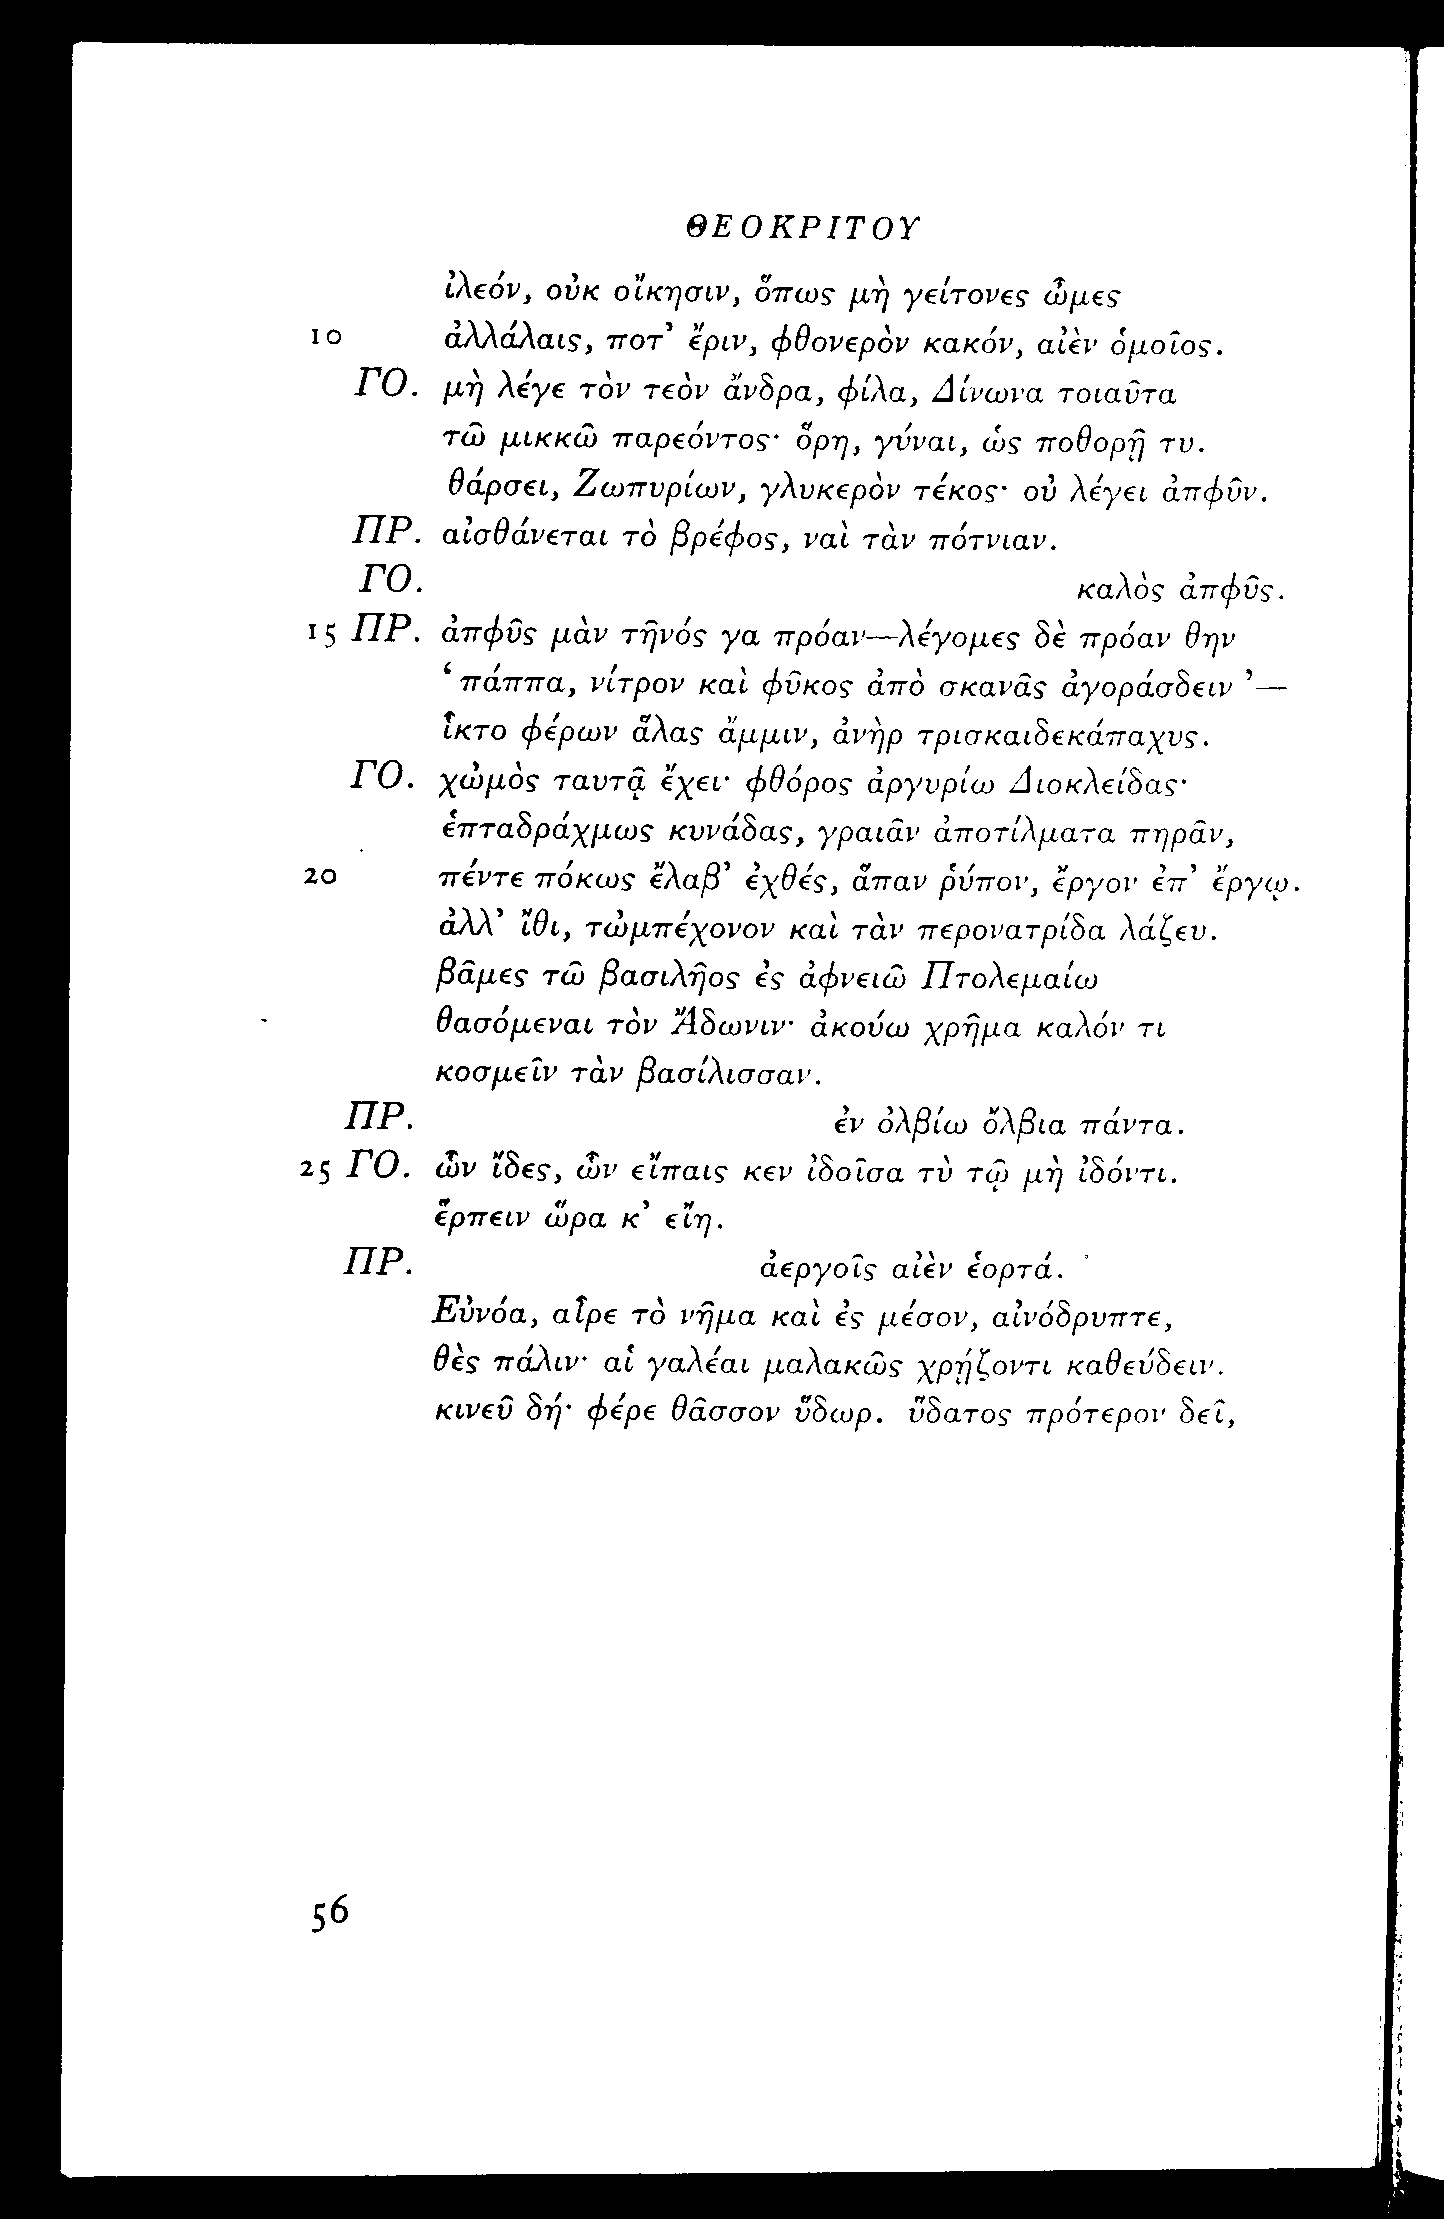 ΘΕΟΚΡΙΤΟΥ
ἰλεόν, οὐκ οἴκησιν, ὅπως μὴ γείτονες ὦμες
10 ἀλλάλαις, ποτ’ ἔριν, φθονερὸν κακόν, αἰὲν ὁμοῖος.
ΓΟ. μὴ λέγε τὸν τεὸν ἄνδρα, φίλα, Δίνωνα τοιαῦτα
τῶ μικκῶ παρεόντος· ὅρη, γύναι, ὡς ποθορῇ τυ.
θάρσει, Ζωπυρίων, γλυκερὸν τέκος· οὐ λέγει ἀπφῦν.
ΠΡ. αἰσθάνεται τὸ βρέφος, ναὶ τὰν πότνιαν.
ΓΟ. καλὸς ἀπφῦς.
15 ΠΡ. ἀπφῦς μὰν τῆνός γα πρόαν—λέγομες δὲ πρόαν θην
‘πάππα, νίτρον καὶ φῦκος ἀπὸ σκανᾶς ἀγοράσδειν’—
ἷκτο φέρων ἅλας ἄμμιν, ἀνὴρ τρισκαιδεκάπαχυς.
ΓΟ. χὠμὸς ταυτᾷ ἔχει· φθόρος ἀργυρίω Διοκλείδας·
ἑπταδράχμως κυνάδας, γραιᾶν ἀποτίλματα πηρᾶν,
20 πέντε πόκως ἔλαβ’ ἐχθές, ἅπαν ῥύπον, ἔργον ἐπ’ ἔργῳ.
ἀλλ’ ἴθι, τὠμπέχονον καὶ τὰν περονατρίδα λάζευ.
βᾶμες τῶ βασιλῆος ἐς ἀφνειῶ Πτολεμαίω
θασόμεναι τὸν Ἄδωνιν· ἀκούω χρῆμα καλόν τι
κοσμεῖν τὰν βασίλισσαν.
ΠΡ. ἐν ὀλβίω ὄλβια πάντα.
25 ΓΟ. ὧν ἴδες, ὧν εἴπαις κεν ἰδοῖσα τὺ τῷ μὴ ἰδόντι.
ἕρπειν ὥρα κ’ εἴη.
ΠΡ. ἀεργοῖς αἰὲν ἑορτά.
Εὐνόα, αἶρε τὸ νῆμα καὶ ἐς μέσον, αἰνόδρυπτε,
θὲς πάλιν· αἱ γαλέαι μαλακῶς χρῄζοντι καθεύδειν.
κινεῦ δή· φέρε θᾶσσον ὕδωρ. ὕδατος πρότερον δεῖ,
56